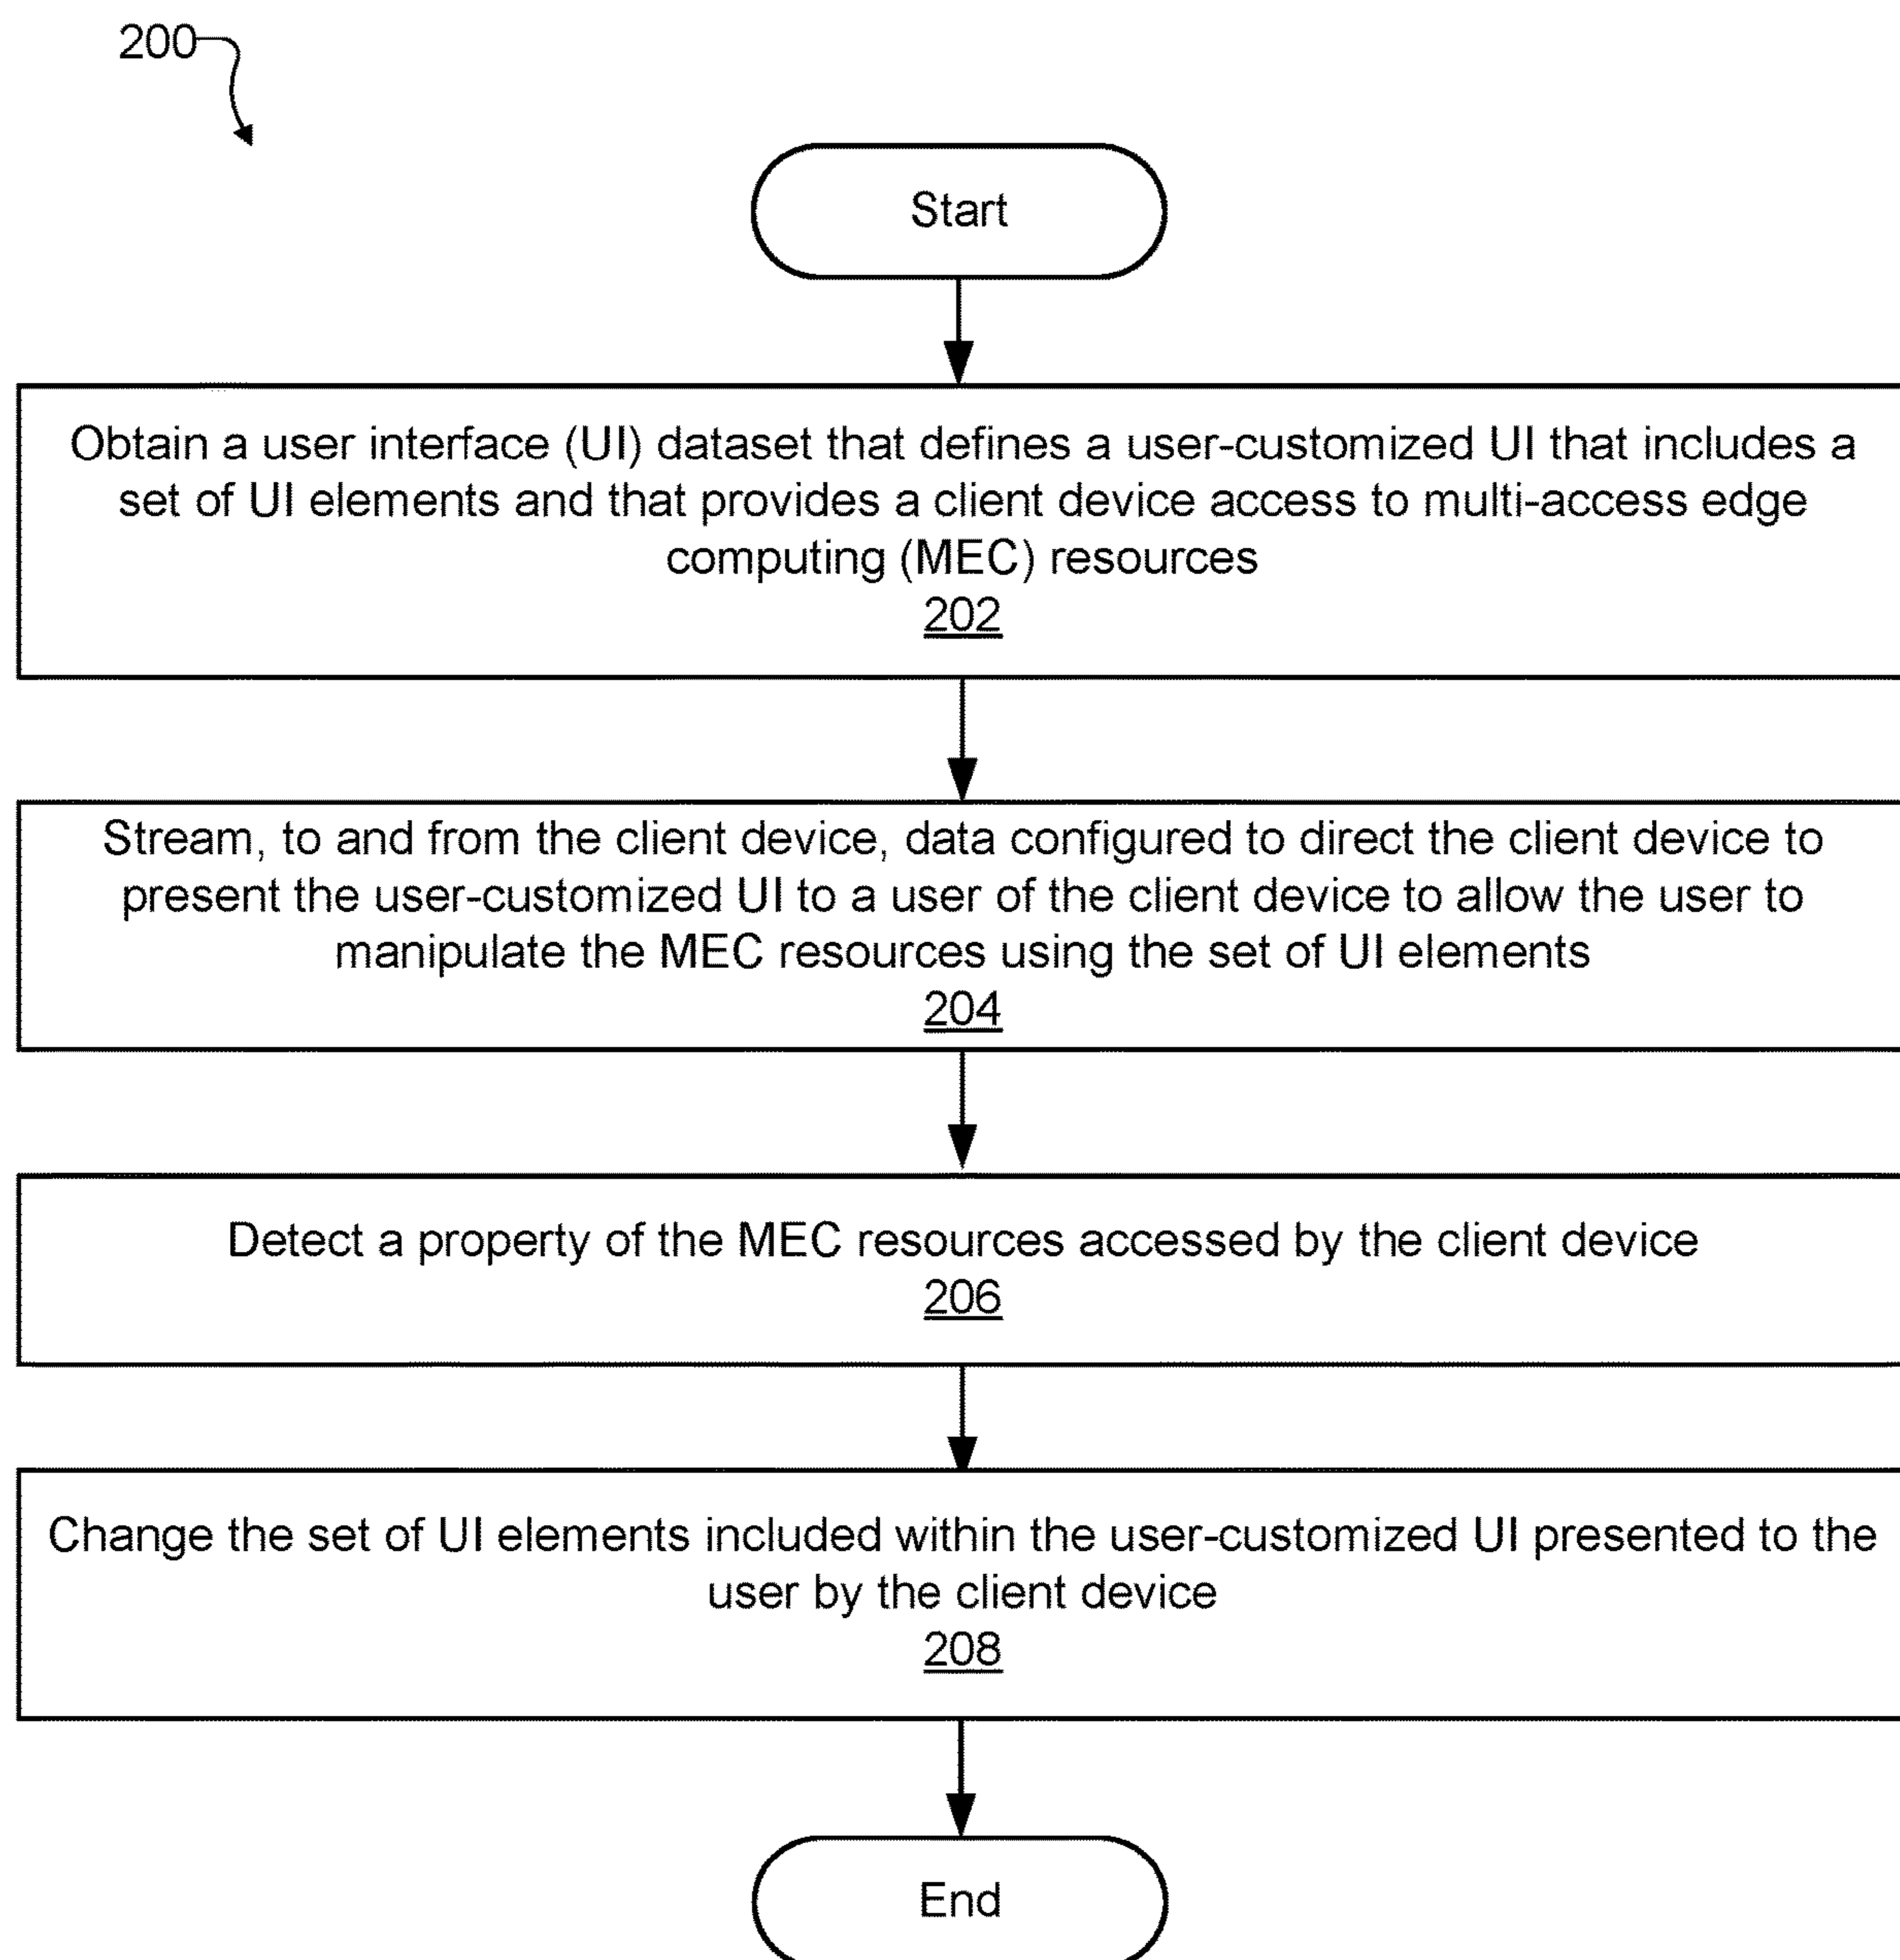 200
Start
Obtain a user interface (UI) dataset that defines a user-customized UI that includes a
set of UI elements and that provides a client device access to multi-access edge
computing (MEC) resources
202
Stream, to and from the client device, data configured to direct the client device to
present the user-customized UI to a user of the client device to allow the user to
manipulate the MEC resources using the set of UI elements
204
Detect a property of the MEC resources accessed by the client device
206
Change the set of UI elements included within the user-customized UI presented to the
user by the client device
208
End